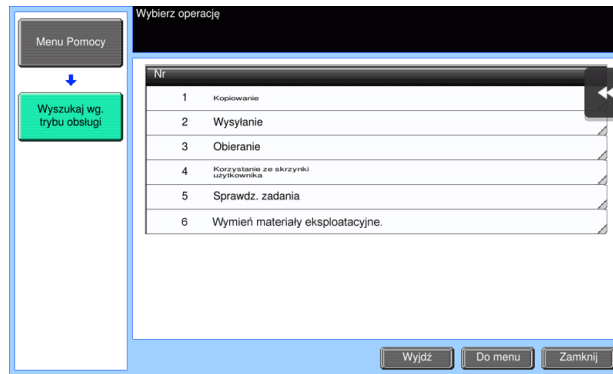 Wybierz operację
Menu Pomocy
Wyszukaj wg.
trybu obsługi
Nr
1 Kopiowanie
2 Wysyłanie
3 Obieranie
4 Korzystanie ze skrzynki
użytkownika
5 Sprawdz. zadania
6 Wymień materiały eksploatacyjne.
Wyjdź Do menu Zamknij